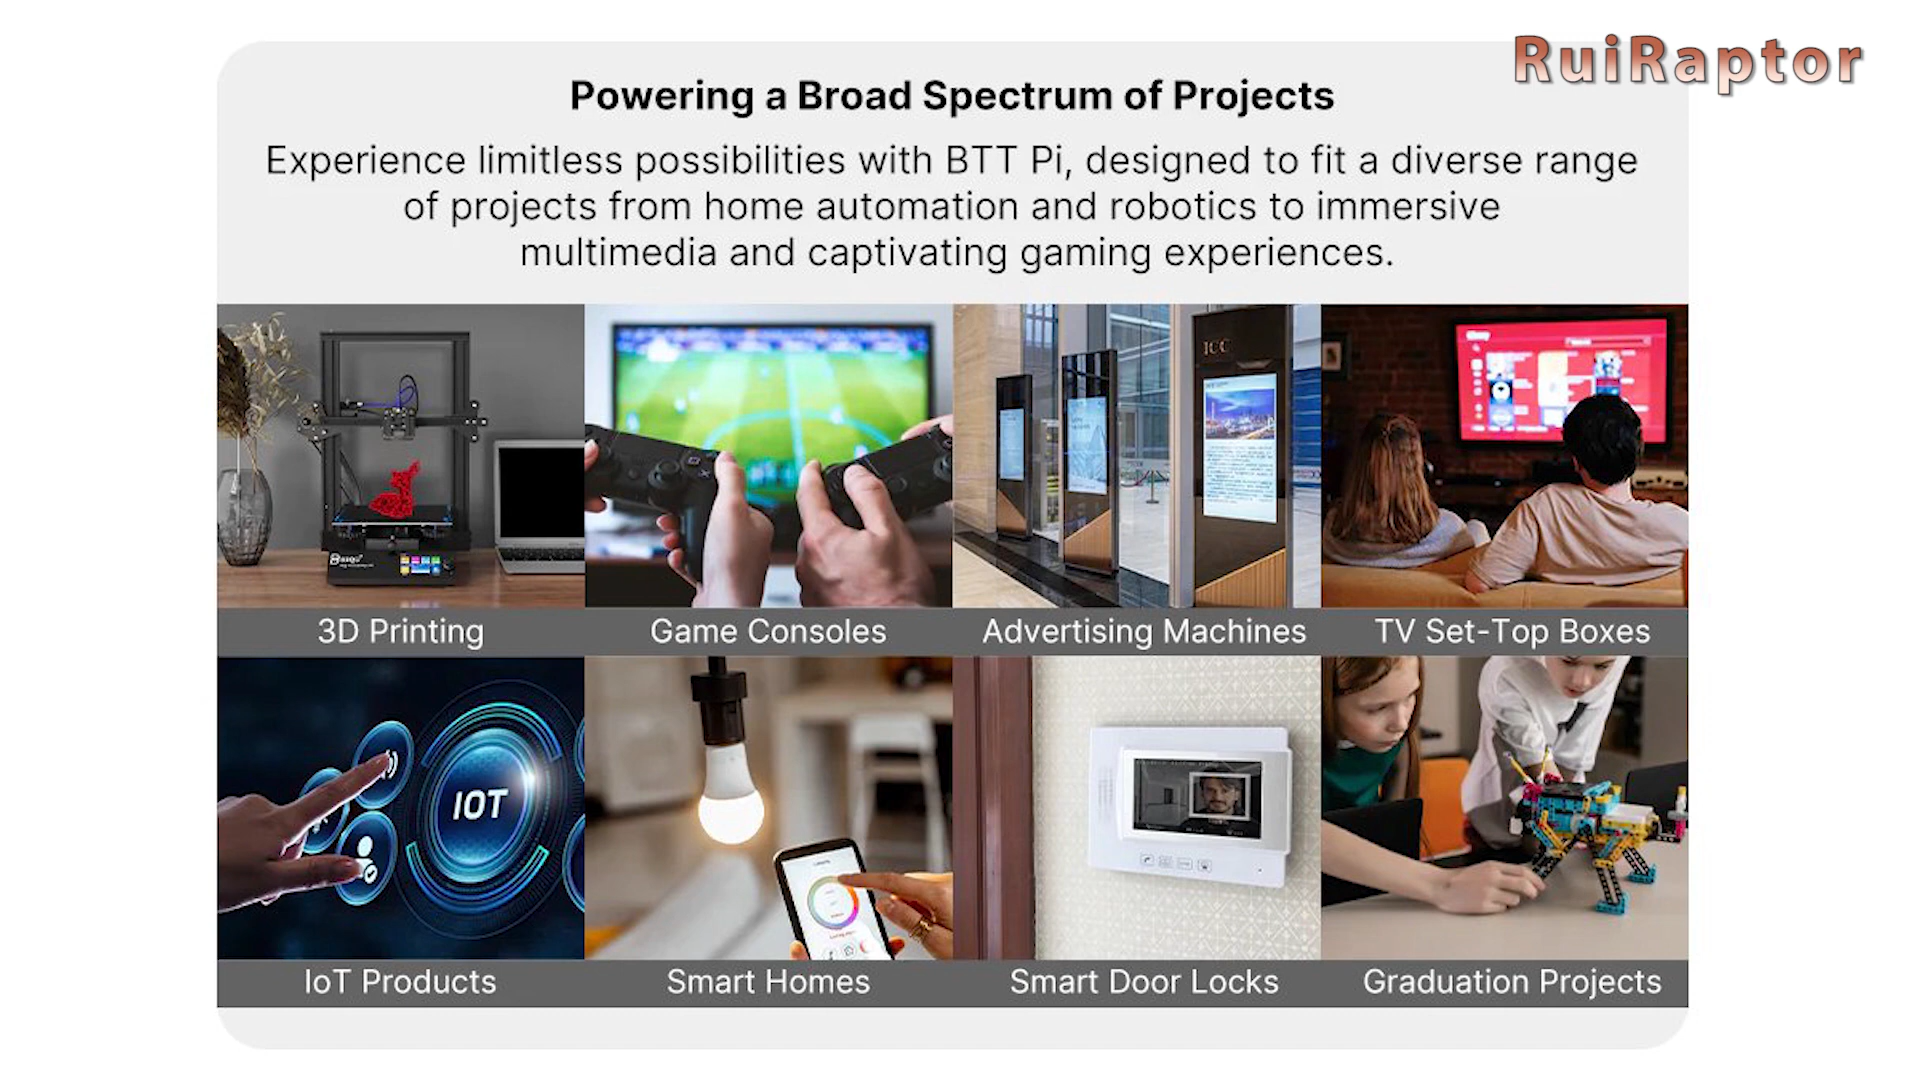 RuiRaptor
Powering a Broad Spectrum of Projects
Experience limitless possibilities with BTT Pi, designed to fit a diverse range
of projects from home automation and robotics to immersive
multimedia and captivating gaming experiences.
ICC
3D Printing
Game Consoles
Advertising Machines
TV Set-Top Boxes
IOT
IoT Products
Smart Homes
Smart Door Locks
Graduation Projects